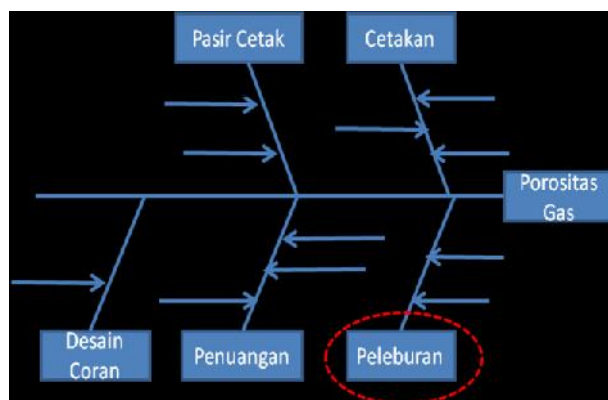 Pasir Cetak
Cetakan
Porositas
Gas
Desain
Coran
Penuangan
Peleburan